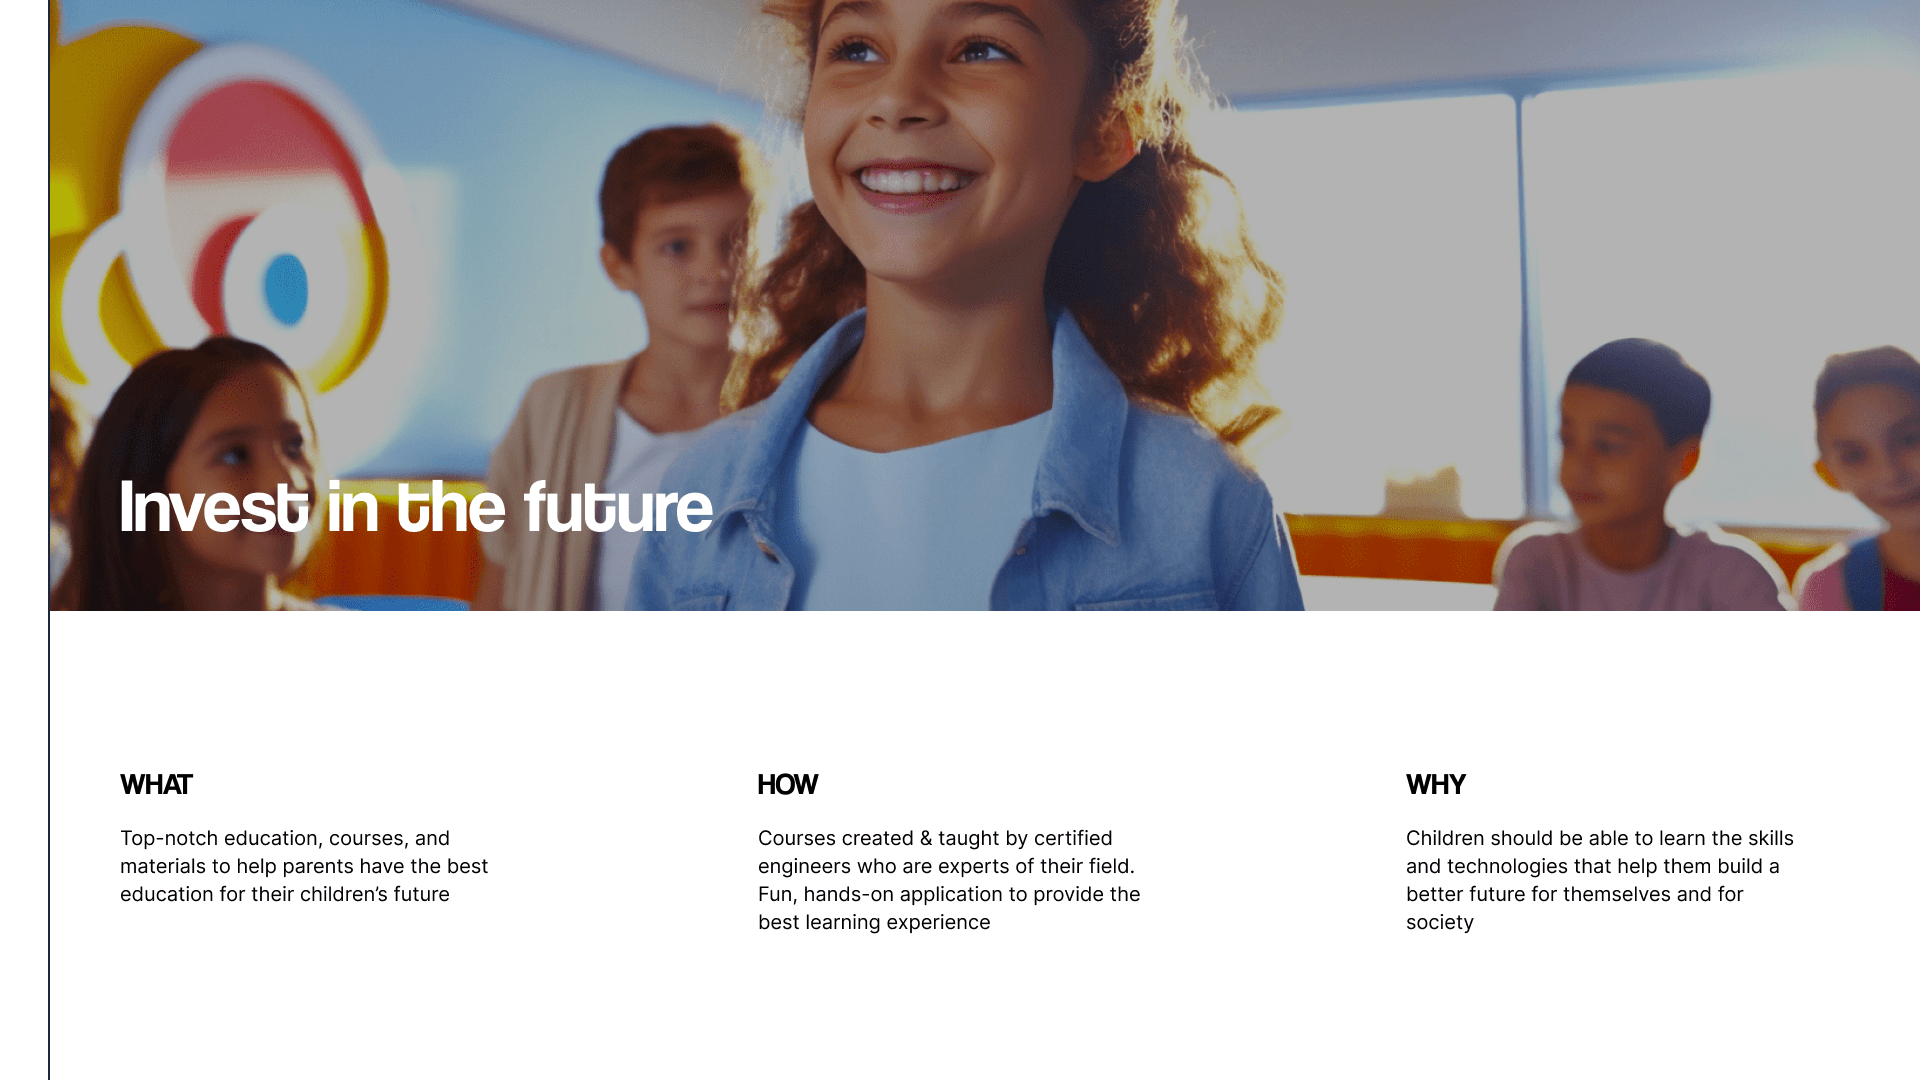 Invest in the future
WHAT
Top-notch education, courses, and
materials to help parents have the best
education for their children’s future
HOW
Courses created & taught by certified
engineers who are experts of their field.
Fun, hands-on application to provide the
best learning experience
WHY
Children should be able to learn the skills
and technologies that help them build a
better future for themselves and for
society